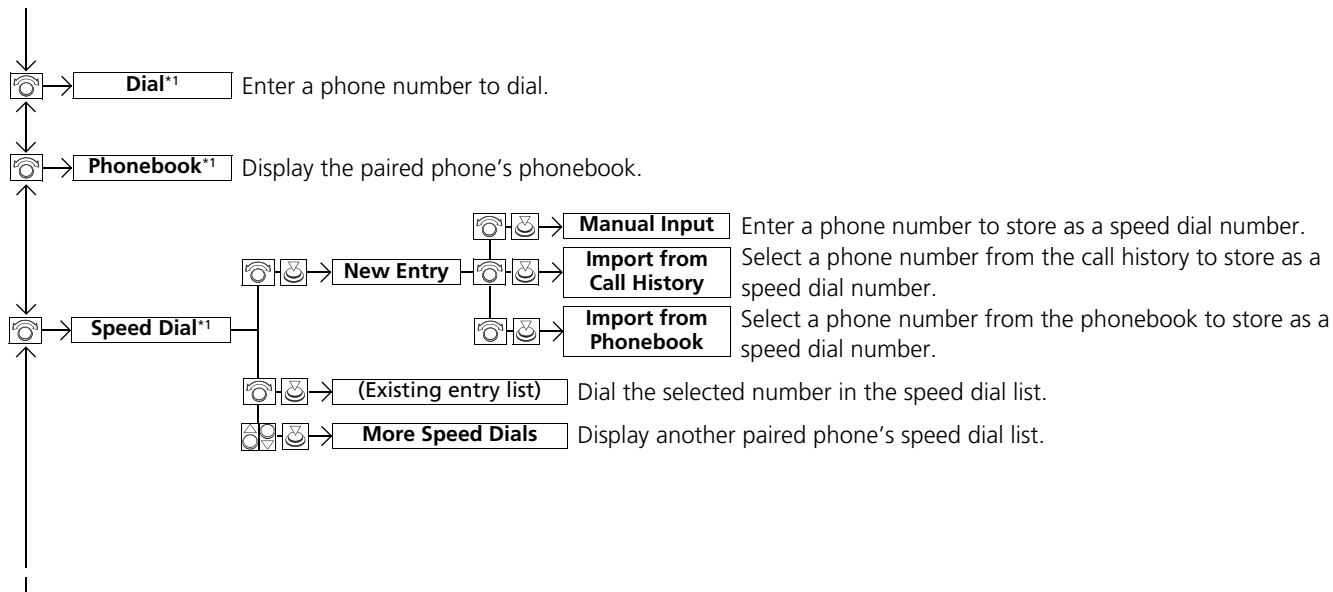 Dial*1 Enter a phone number to dial.
Phonebook*1 Display the paired phone’s phonebook.
Manual Input Enter a phone number to store as a speed dial number.
New Entry
Import from
Call History
Select a phone number from the call history to store as a
speed dial number.
Speed Dial*1
Import from
Phonebook
Select a phone number from the phonebook to store as a
speed dial number.
(Existing entry list) Dial the selected number in the speed dial list.
More Speed Dials Display another paired phone’s speed dial list.